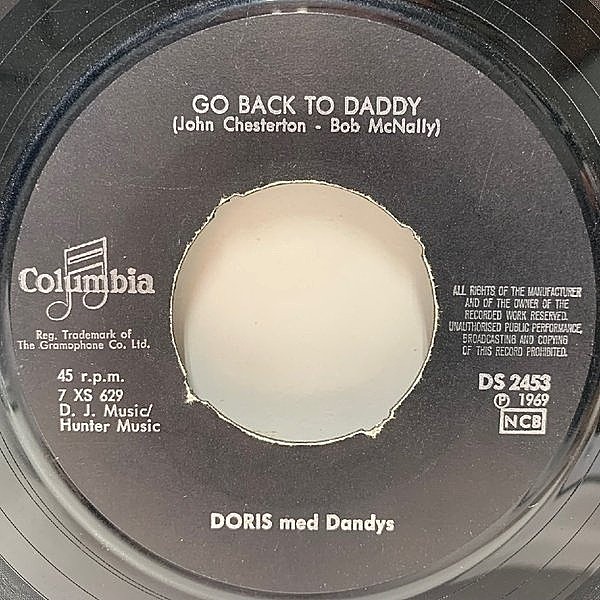 GO BACK TO DADDY
(John Chesterton - Bob McNally)
Columbia
Reg. Trademark of
The Gramophone Co. Ltd.
45 r.p.m.
7 XS 629
D. J. Music/
Hunter Music
ALL RIGHTS OF THE MANUFACTURER
AND OF THE OWNER OF THE
RECORDED WORK RESERVED.
UNAUTHORISED PUBLIC PERFORMANCE,
BROADCASTING AND COPYING
OF THIS RECORD PROHIBITED.
DS 2453
Ⓟ 1969
NCB
DORIS med Dandys